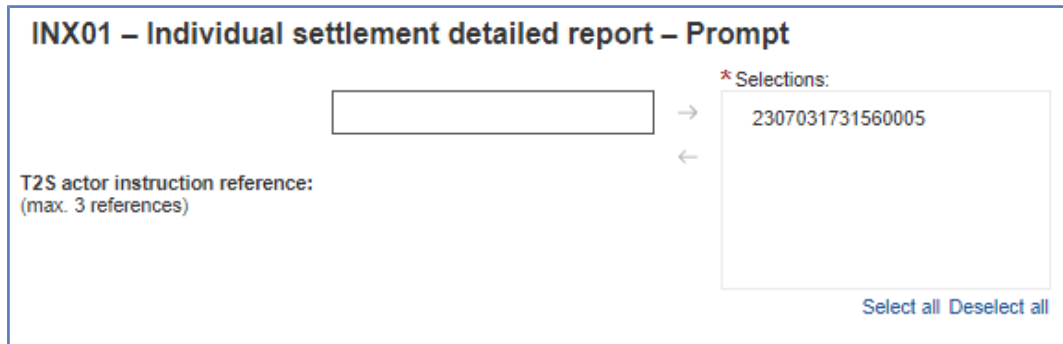 INX01 – Individual settlement detailed report – Prompt
* Selections:
2307031731560005
T2S actor instruction reference:
(max. 3 references)
Select all Deselect all